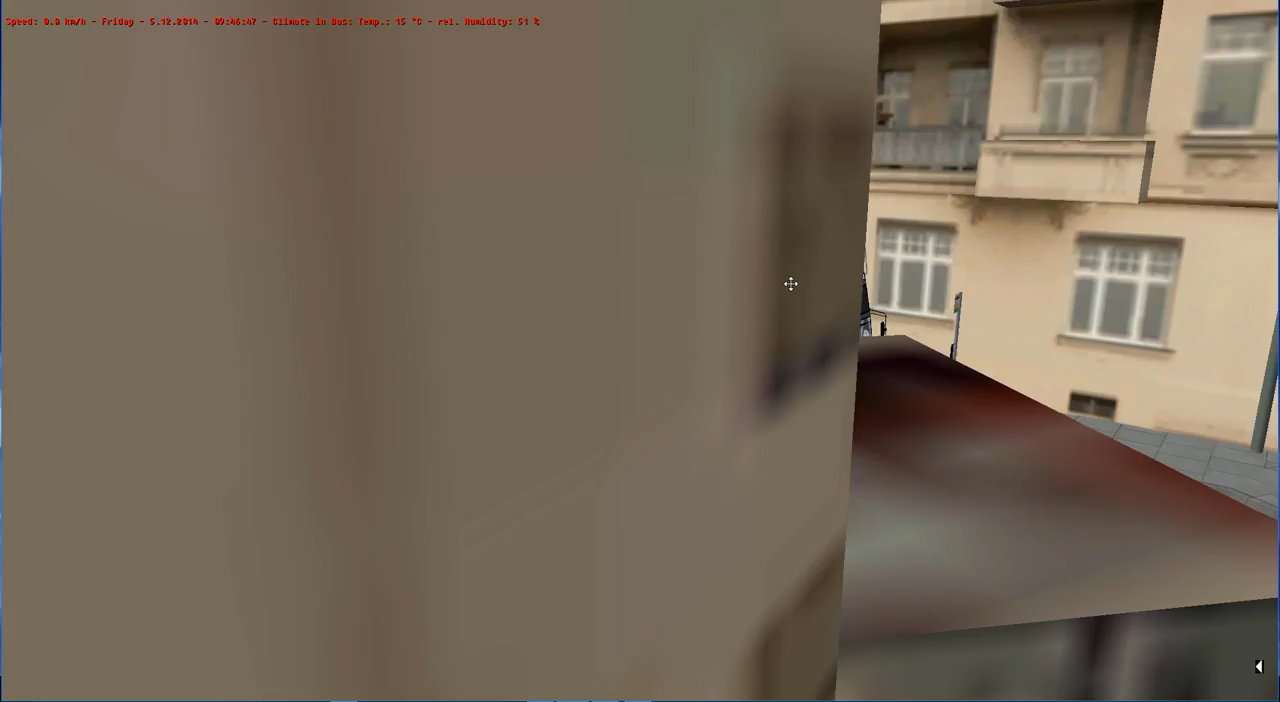 Speed: 0.0 km/h - Friday - 5.12.2014 - 09:46:47 - Climate in Bus: Temp.: 15 °C - rel. Humidity: 51 %